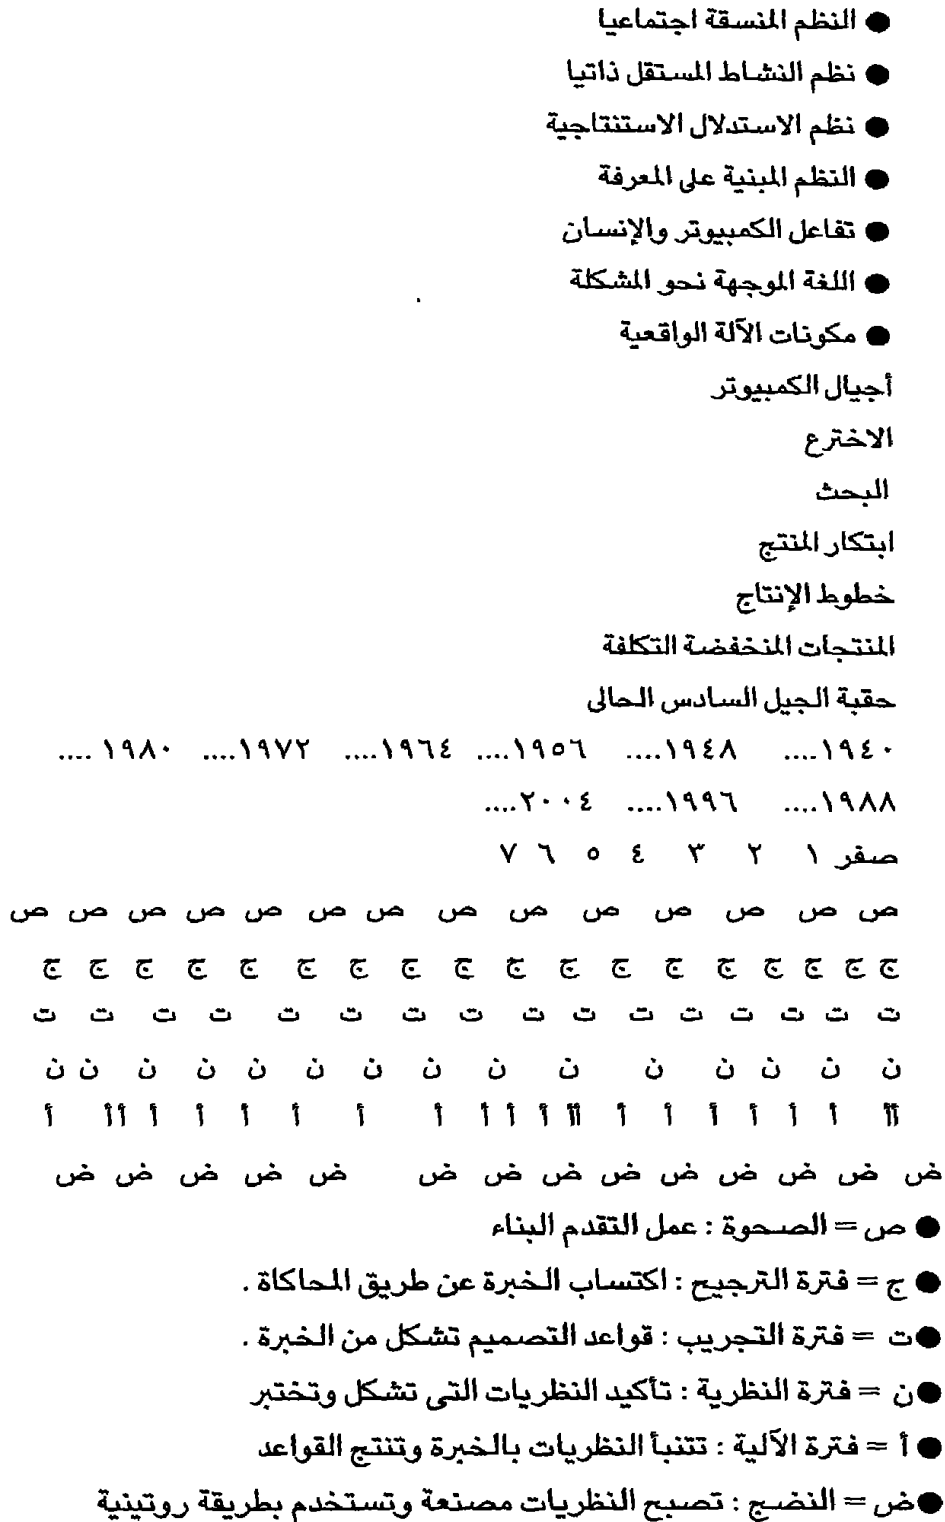 ● النظم المنسقة اجتماعيا
● نظم النشاط المستقل ذاتيا
● نظم الاستدلال الاستنتاجية
● النظم المبنية على المعرفة
● تفاعل الكمبيوتر والإنسان
● اللغة الموجهة نحو المشكلة
● مكونات الآلة الواقعية
أجيال الكمبيوتر
الاخترع
البحث
ابتكار المنتج
خطوط الإنتاج
المنتجات المنخفضة التكلفة
حقبة الجيل السادس الحالى
١٩٤٠.... ١٩٤٨.... ١٩٥٦.... ١٩٦٤.... ١٩٧٢.... ١٩٨٠ ....
١٩٨٨.... ١٩٩٦.... ٢٠٠٤....
صفر ١ ٢ ٣ ٤ ٥ ٦ ٧
ص ص ص ص ص ص ص ص ص ص ص ص ص ص
ج ج ج ج ج ج ج ج ج ج ج ج ج ج ج ج ج ج
ت ت ت ت ت ت ت ت ت ت ت ت ت ت ت ت
ن ن ن ن ن ن ن ن ن ن ن ن ن ن ن
أأ أ أ أ أ أ أ أأ أ أ أ أ أ أ أ أ أ أأ أ
ض ض ض ض ض ض ض ض ض ض ض ض ض ض
● ص = الصحوة : عمل التقدم البناء
● ج = فترة الترجيح : اكتساب الخبرة عن طريق المحاكاة .
● ت = فترة التجريب : قواعد التصميم تشكل من الخبرة .
● ن = فترة النظرية : تأكيد النظريات التى تشكل وتختبر
● أ = فترة الآلية : تتنبأ النظريات بالخبرة وتنتج القواعد
● ض = النضج : تصبح النظريات مصنعة وتستخدم بطريقة روتينية